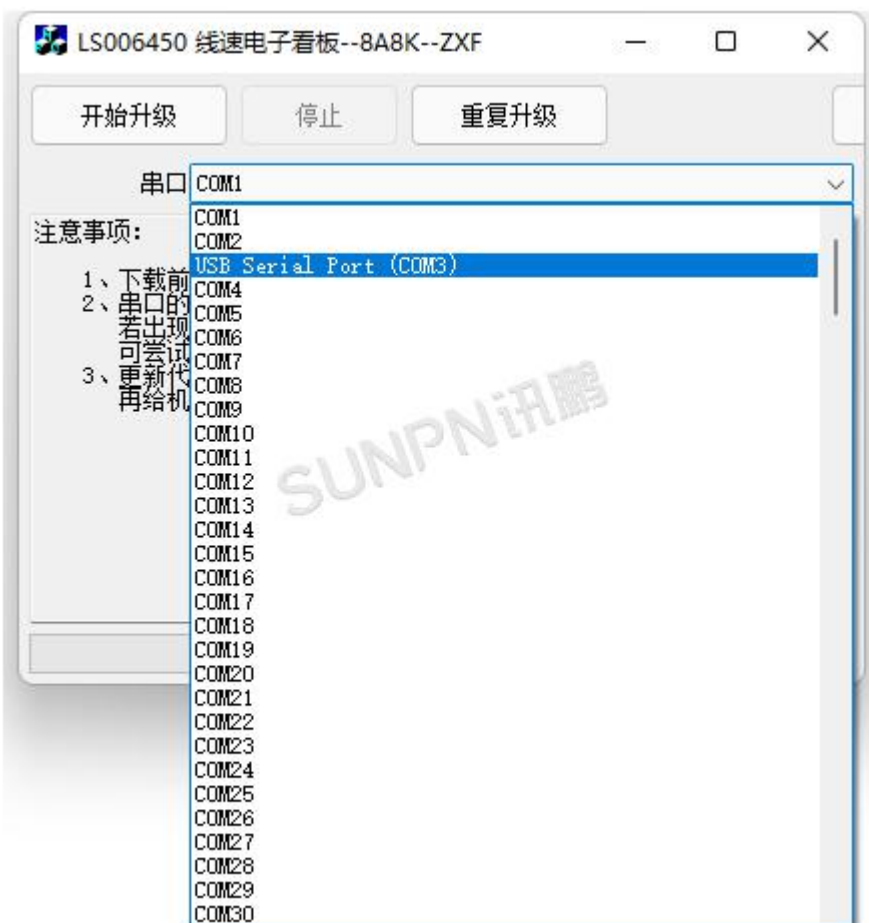 LS006450 线速电子看板--8A8K--ZXF
开始升级
停止
重复升级
串口 COM1
注意事项：
1、下载前
2、串口的
若出现
可尝试
3、更新代
再给机
COM1
COM2
USB Serial Port (COM3)
COM4
COM5
COM6
COM7
COM8
COM9
COM10
COM11
COM12
COM13
COM14
COM15
COM16
COM17
COM18
COM19
COM20
COM21
COM22
COM23
COM24
COM25
COM26
COM27
COM28
COM29
COM30
SUNPN讯鹏